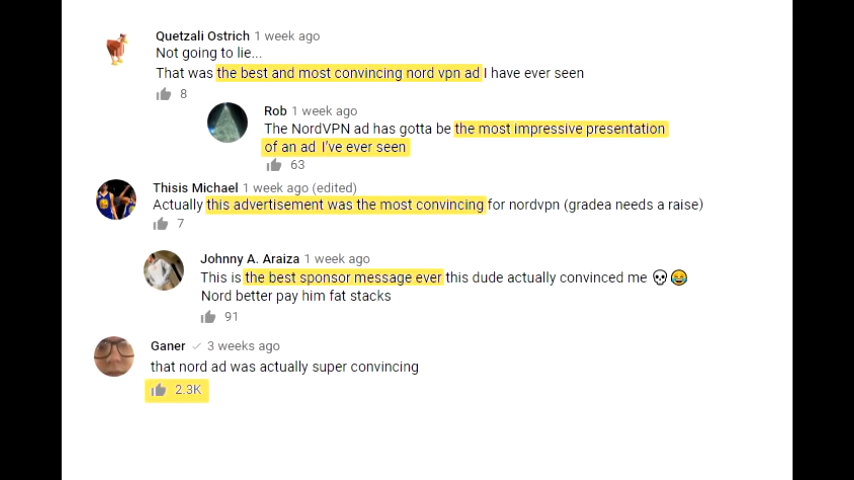 Quetzali Ostrich 1 week ago
Not going to lie...
That was the best and most convincing nord vpn ad I have ever seen
8
Rob 1 week ago
The NordVPN ad has gotta be the most impressive presentation
of an ad I've ever seen
63
Thisis Michael 1 week ago (edited)
Actually this advertisement was the most convincing for nordvpn (gradea needs a raise)
7
Johnny A. Araiza 1 week ago
This is the best sponsor message ever this dude actually convinced me 💀😂
Nord better pay him fat stacks
91
Ganer ✓ 3 weeks ago
that nord ad was actually super convincing
2.3K